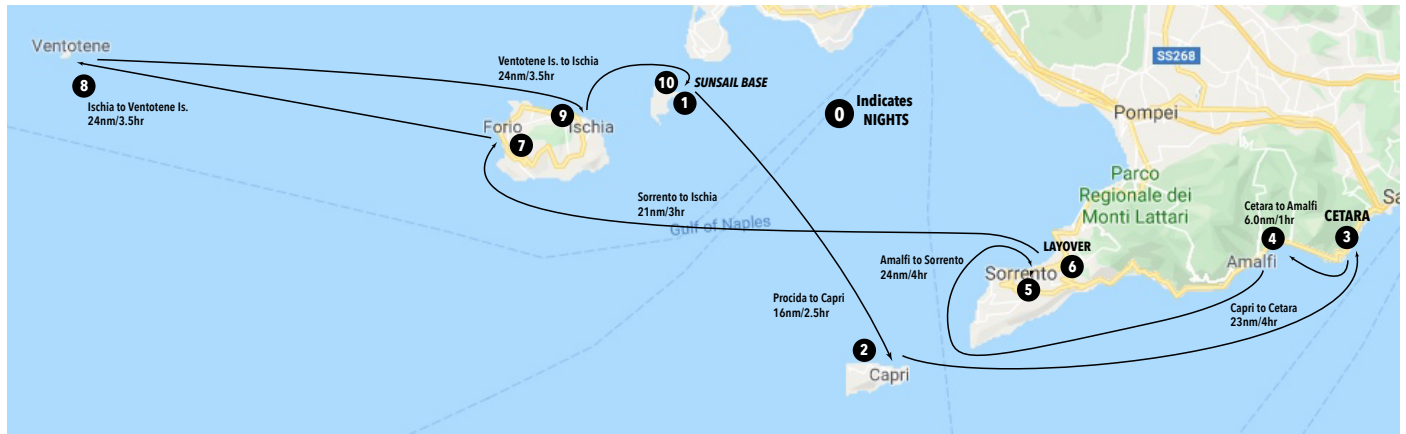 Ventotene
8
Ischia to Ventotene Is.
24nm/3.5hr
Ventotene Is. to Ischia
24nm/3.5hr
9
Forio
Ischia
7
10
SUNSAIL BASE
1
0
Indicates
NIGHTS
SS268
Pompei
Parco
Regionale dei
Monti Lattari
Sorrento to Ischia
21nm/3hr
Gulf of Naples
Cetara to Amalfi
6.0nm/1hr
CETARA
Sa
4
3
Amalfi
LAYOVER
6
Amalfi to Sorrento
24nm/4hr
Sorrento
5
Procida to Capri
16nm/2.5hr
Capri to Cetara
23nm/4hr
2
Capri